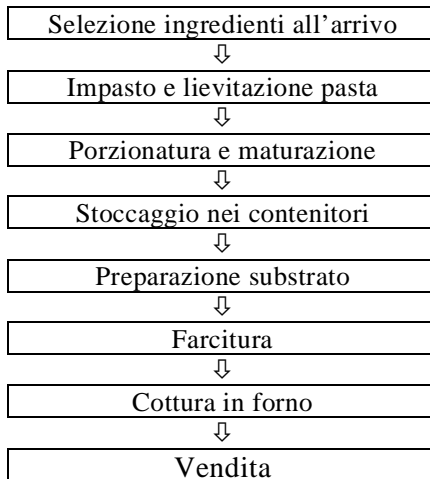 Selezione ingredienti all’arrivo
⇩
Impasto e lievitazione pasta
⇩
Porzionatura e maturazione
⇩
Stoccaggio nei contenitori
⇩
Preparazione substrato
⇩
Farcitura
⇩
Cottura in forno
⇩
Vendita